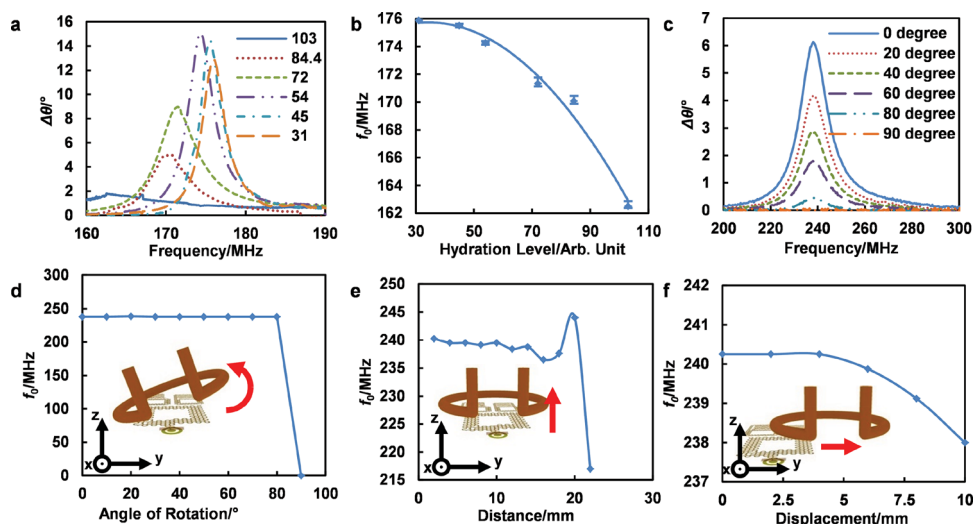 a
Δθ/°
16
14
12
10
8
6
4
2
0
160 170 180 190
Frequency/MHz
103
84.4
72
54
45
31
b
f₀/MHz
176
174
172
170
168
166
164
162
30 50 70 90 110
Hydration Level/Arb. Unit
c
Δθ/°
7
6
5
4
3
2
1
0
200 220 240 260 280 300
Frequency/MHz
0 degree
20 degree
40 degree
60 degree
80 degree
90 degree
d
f₀/MHz
300
250
200
150
100
50
0
0 20 40 60 80 100
Angle of Rotation/°
z
x y
e
f₀/MHz
245
240
235
230
225
220
215
0 10 20 30
Distance/mm
z
x y
f
f₀/MHz
242
241
240
239
238
237
0 2.5 5 7.5 10
Displacement/mm
z
x y